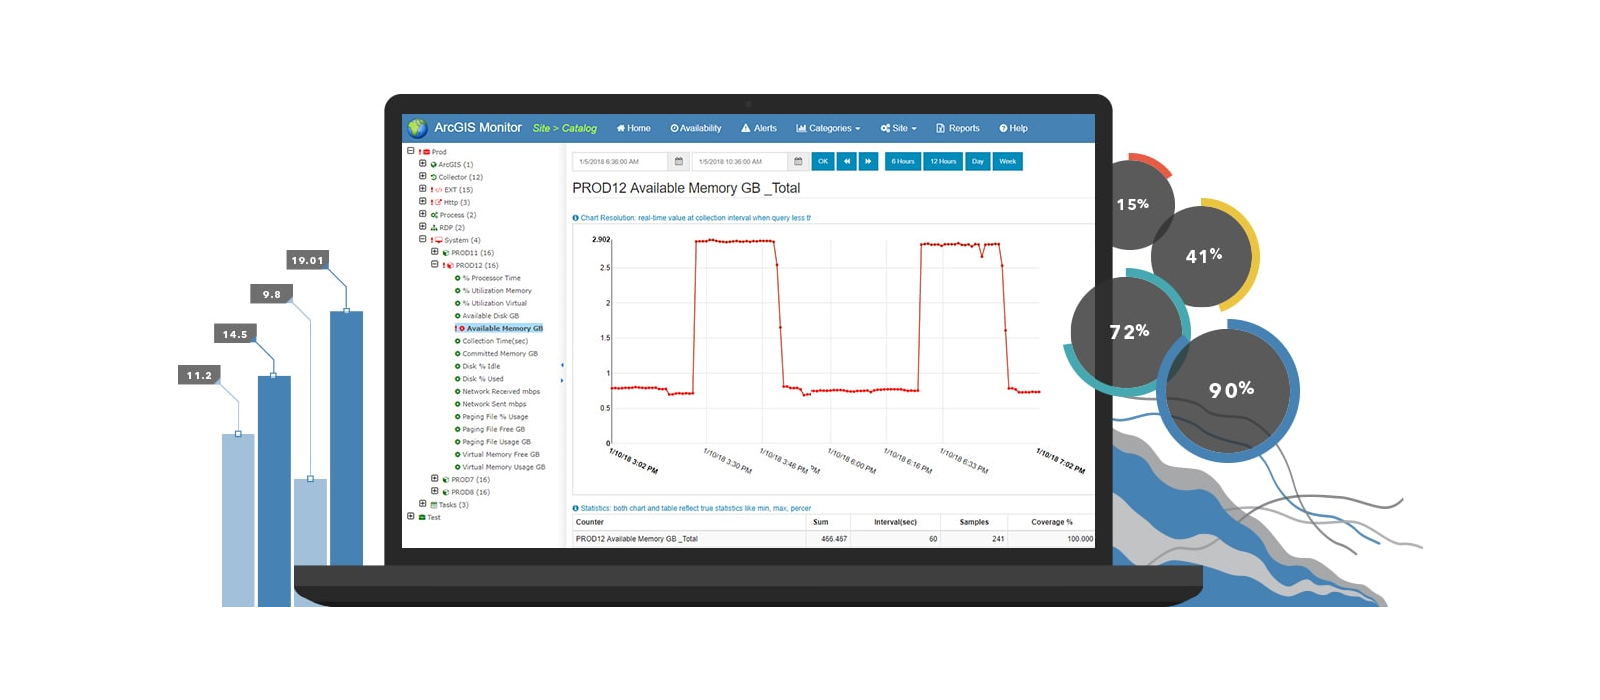 ArcGIS Monitor Site > Catalog Home Availability Alerts Categories Site Reports Help
Prod
ArcGIS (1)
Collector (12)
EXT (15)
Http (3)
Process (2)
RDP (2)
System (4)
PROD11 (16)
PROD12 (16)
% Processor Time
% Utilization Memory
% Utilization Virtual
Available Disk GB
Available Memory GB
Collection Time(sec)
Committed Memory GB
Disk % Idle
Disk % Used
Network Received mbps
Network Sent mbps
Paging File % Usage
Paging File Free GB
Paging File Usage GB
Virtual Memory Free GB
Virtual Memory Usage GB
PROD7 (16)
PROD8 (16)
Tasks (3)
Test
1/5/2018 6:36:00 AM 1/5/2018 10:36:00 AM OK 6 Hours 12 Hours Day Week
PROD12 Available Memory GB _Total
Chart Resolution: real-time value at collection interval when query less th
2.902
2.5
2
1.5
1
0.5
0
1/10/18 3:02 PM
1/10/18 3:30 PM
1/10/18 3:46 PM
PM
1/10/18 6:00 PM
1/10/18 6:16 PM
1/10/18 6:33 PM
1/10/18 7:02 PM
Statistics: both chart and table reflect true statistics like min, max, percer
Counter Sum Interval(sec) Samples Coverage %
PROD12 Available Memory GB _Total 466.467 60 241 100.000
19.01
9.8
14.5
11.2
15%
41%
72%
90%